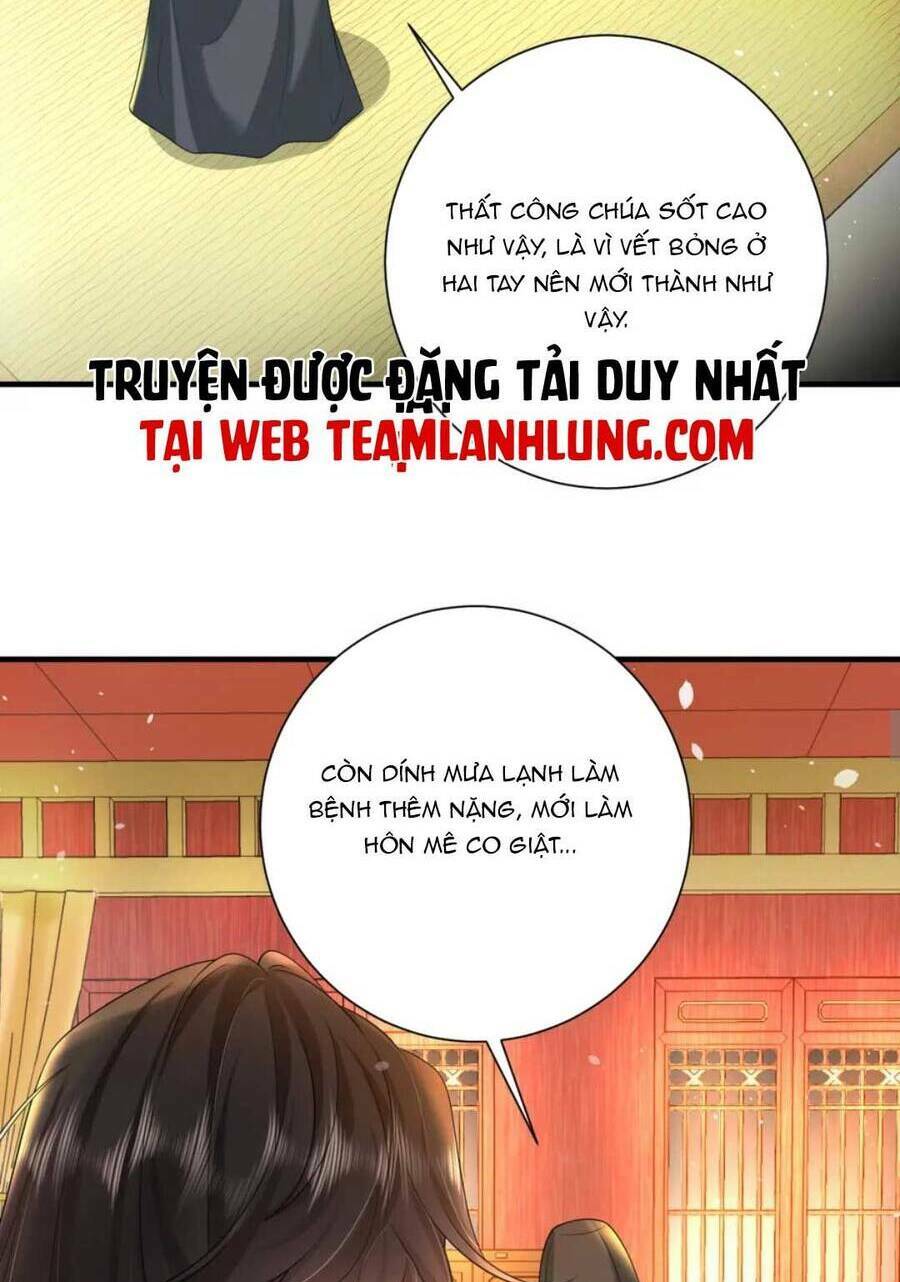 THẤT CÔNG CHÚA SỐT CAO
NHƯ VẬY, LÀ VÌ VẾT BỎNG Ở
HAI TAY NÊN MỚI THÀNH NHƯ
VẬY.
TRUYỆN ĐƯỢC ĐẶNG TẢI DUY NHẤT
TẠI WEB TEAMLANHLUNG.COM
CÒN DÍNH MƯA LẠNH LÀM
BỆNH THÊM NẶNG, MỚI LÀM
HÔN MÊ CO GIẬT...